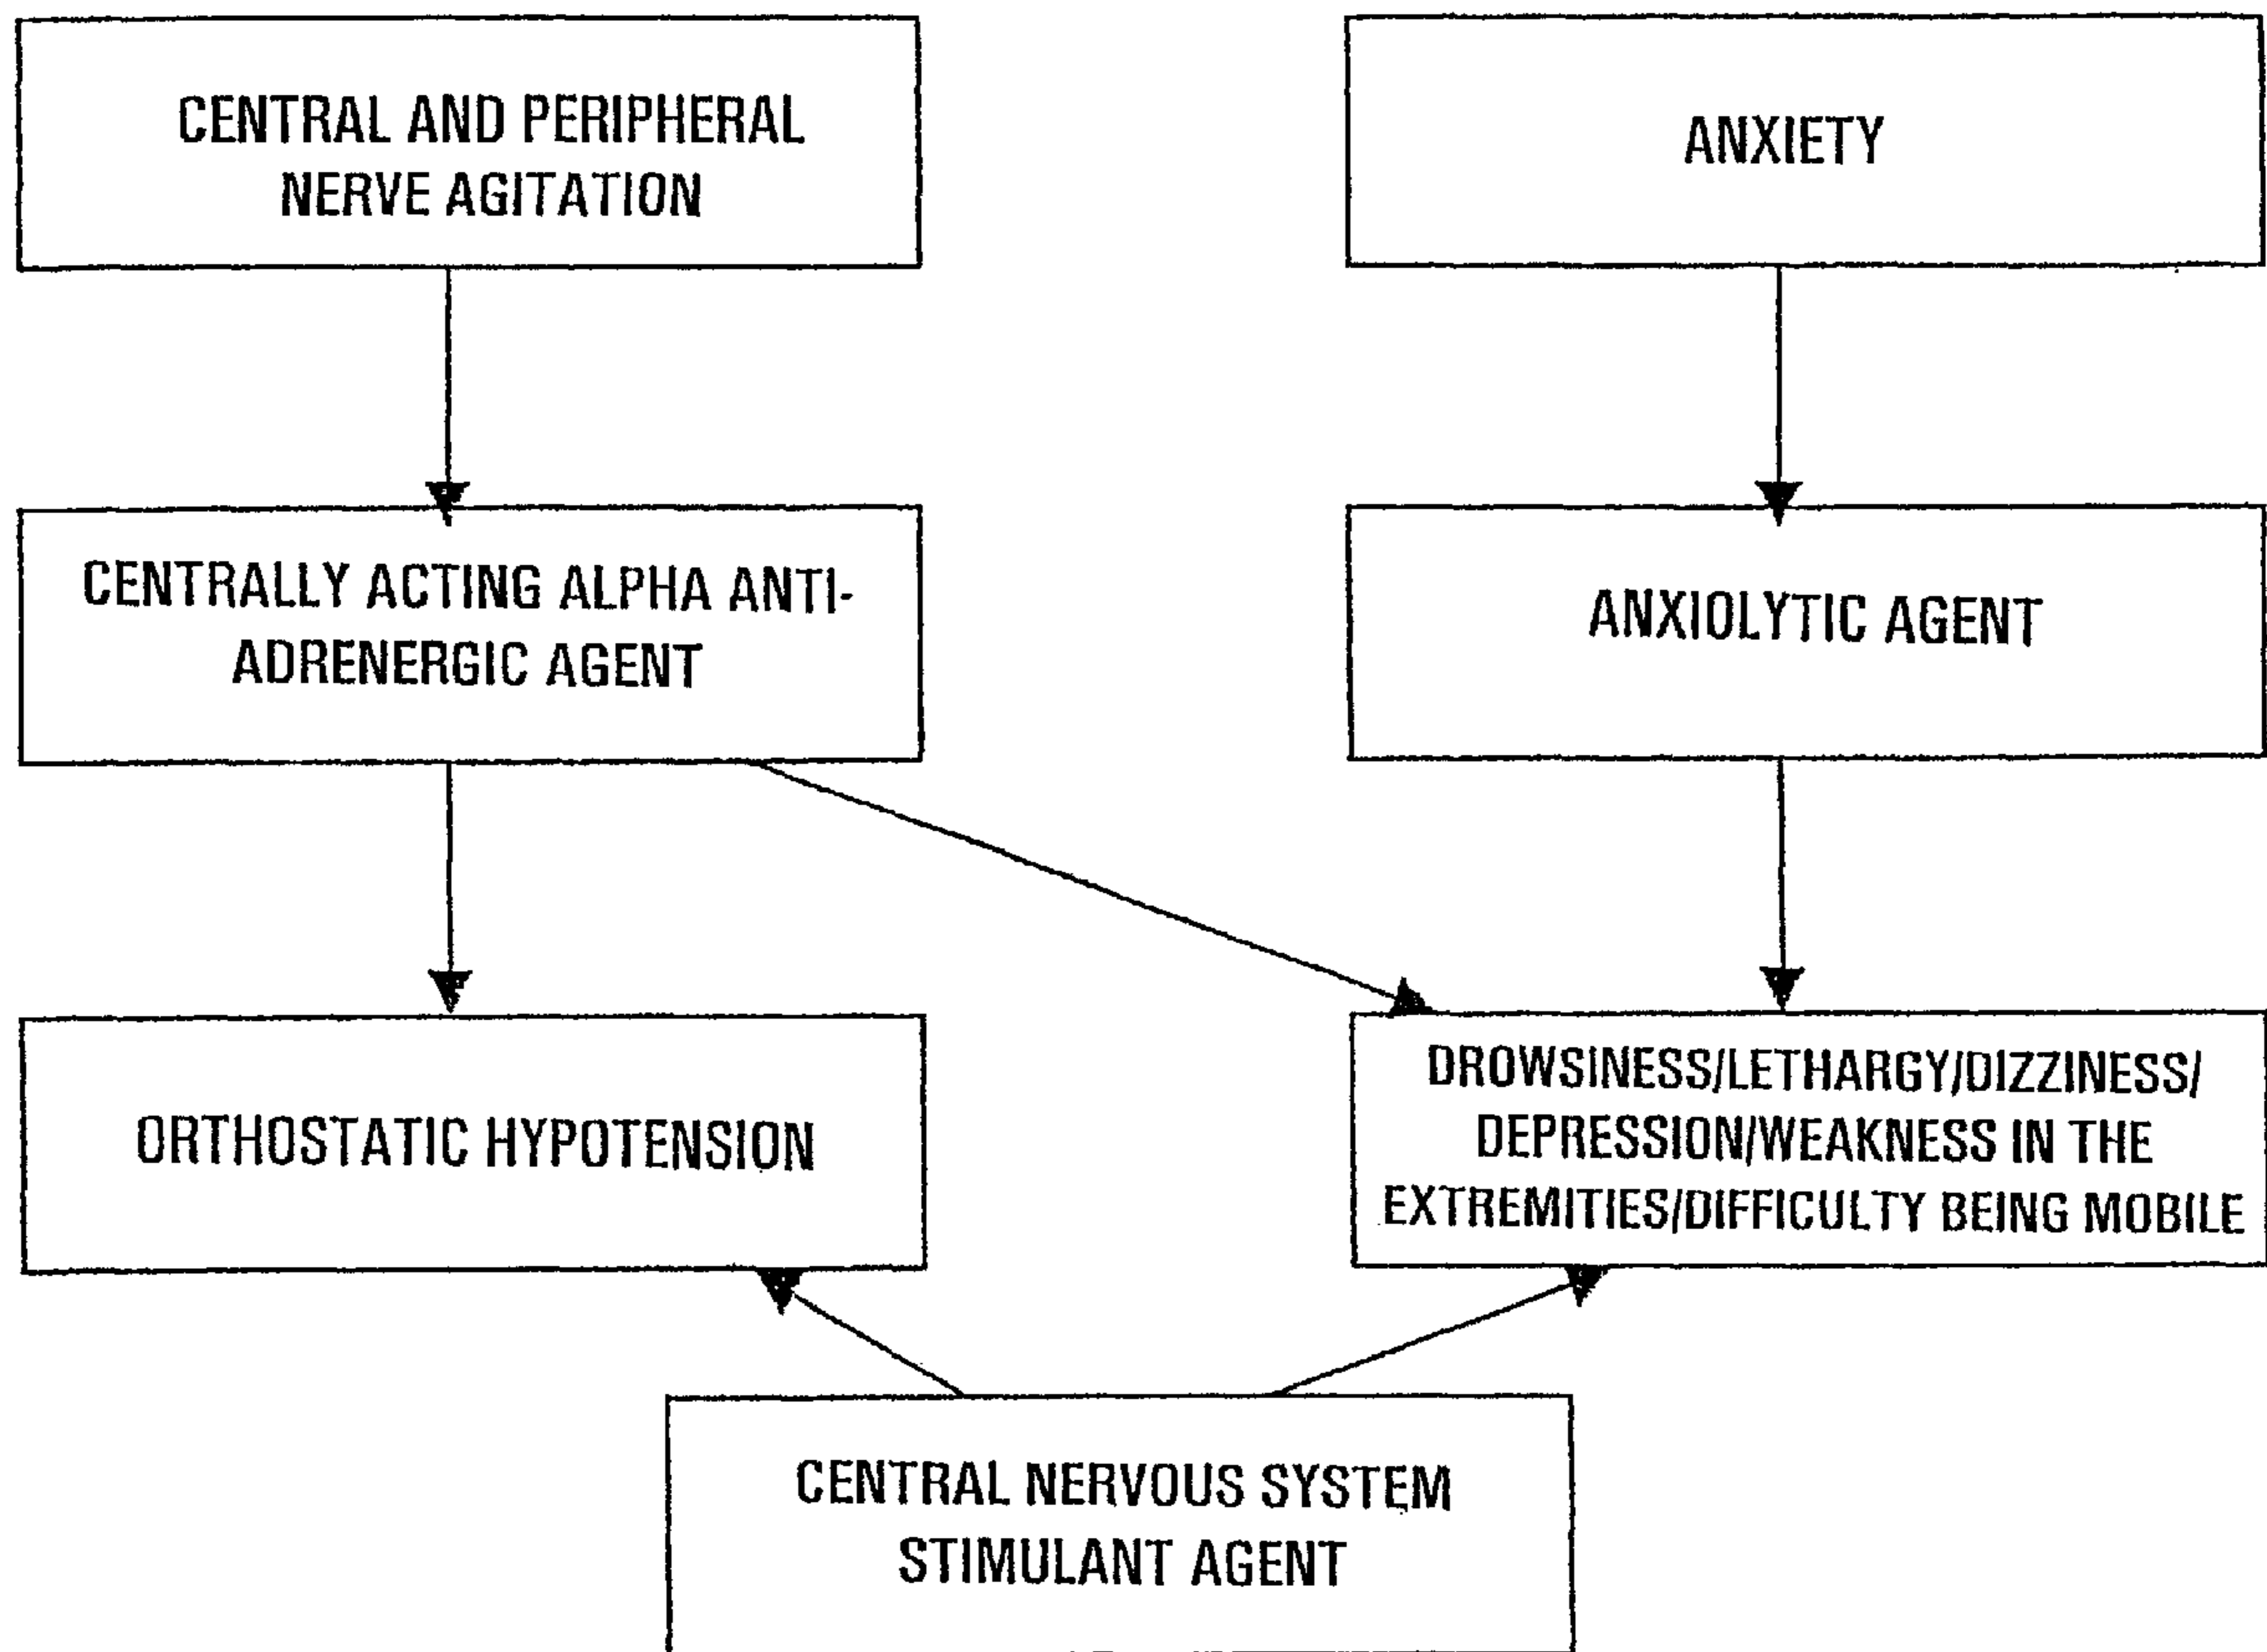 CENTRAL AND PERIPHERAL
NERVE AGITATION
ANXIETY
CENTRALLY ACTING ALPHA ANTI-
ADRENERGIC AGENT
ANXIOLYTIC AGENT
ORTHOSTATIC HYPOTENSION
DROWSINESS/LETHARGY/DIZZINESS/
DEPRESSION/WEAKNESS IN THE
EXTREMITIES/DIFFICULTY BEING MOBILE
CENTRAL NERVOUS SYSTEM
STIMULANT AGENT